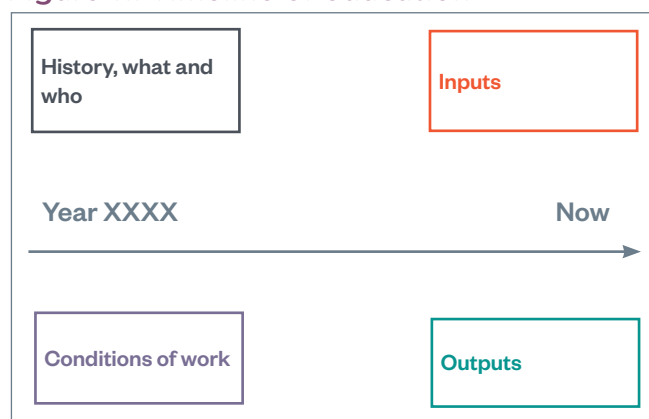 History, what and
who
Inputs
Year XXXX
Now
Conditions of work
Outputs